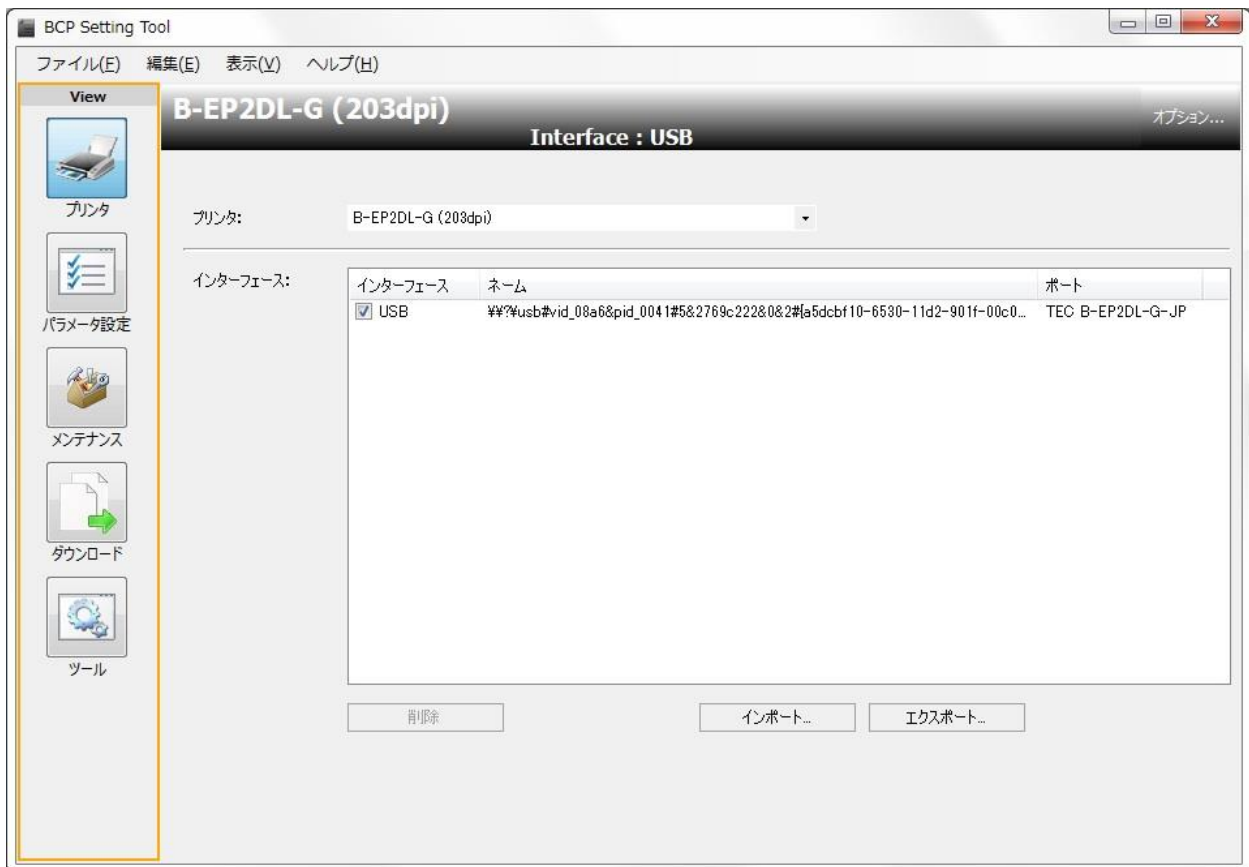 BCP Setting Tool
ファイル(F) 編集(E) 表示(V) ヘルプ(H)
View
B-EP2DL-G (203dpi)
Interface : USB
オプション...
プリンタ
パラメータ設定
メンテナンス
ダウンロード
ツール
プリンタ: B-EP2DL-G (203dpi)
インターフェース:
インターフェース ネーム ポート
USB ¥¥?¥usb#vid_08a6&pid_0041#5&2769c222&0&2#{a5dcbf10-6530-11d2-901f-00c0... TEC B-EP2DL-G-JP
削除 インポート... エクスポート...